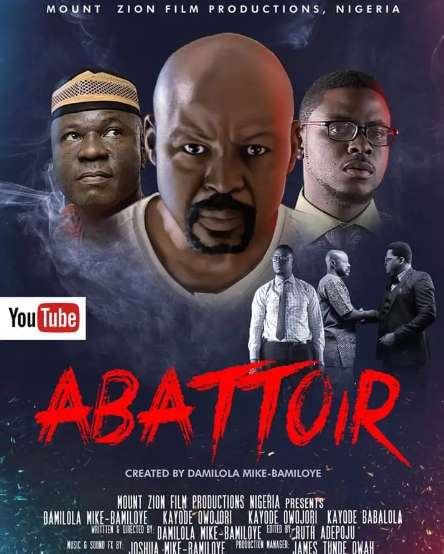 MOUNT ZION FILM PRODUCTIONS, NIGERIA
YouTube
ABATTOIR
CREATED BY DAMILOLA MIKE-BAMILOYE
MOUNT ZION FILM PRODUCTIONS NIGERIA PRESENTS
DAMILOLA MIKE-BAMILOYE KAYODE OWOJORI KAYODE OWOJORI KAYODE BABALOLA
WRITTTEN & DIRECTED BY: DAMILOLA MIKE-BAMILOYE EDITED BY: RUTH ADEPOJU
MUSIC & SOUND FX BY: JOSHUA MIKE-BAMILOYE PRODUCTION MANAGER: JAMES TUNDE